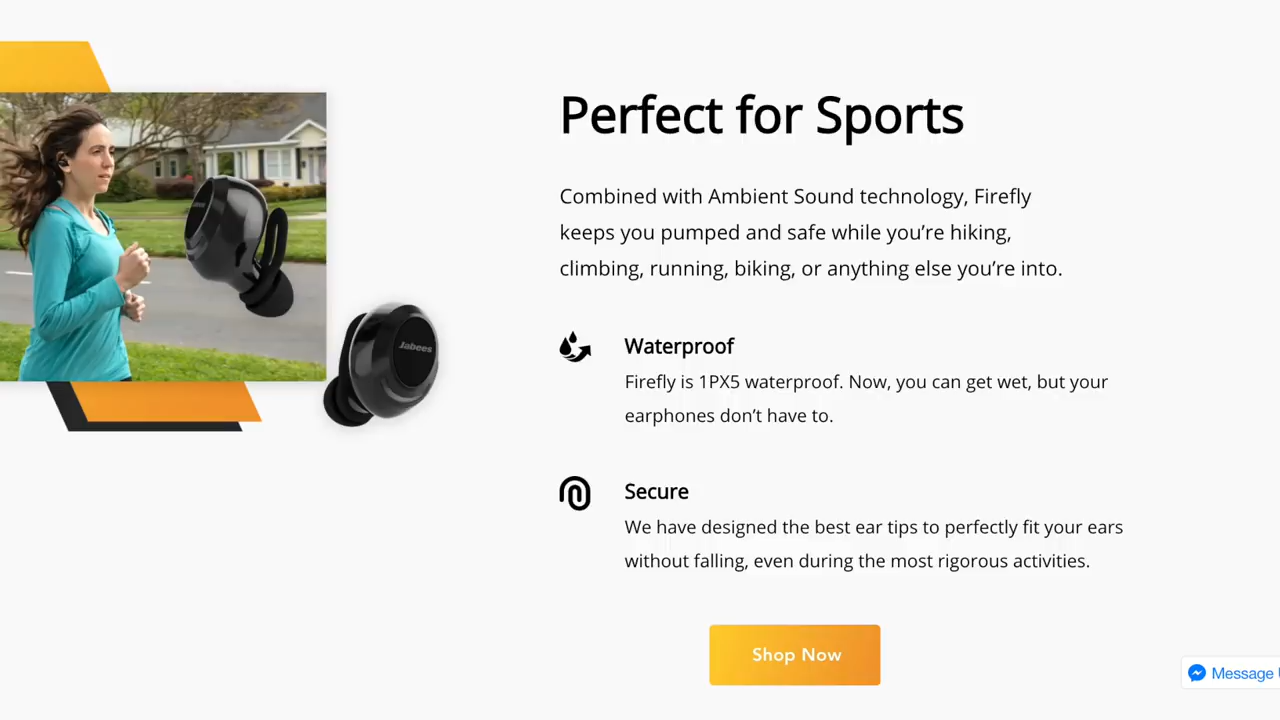 Perfect for Sports
Combined with Ambient Sound technology, Firefly
keeps you pumped and safe while you’re hiking,
climbing, running, biking, or anything else you’re into.
Jabees
Waterproof
Firefly is 1PX5 waterproof. Now, you can get wet, but your
earphones don’t have to.
Secure
We have designed the best ear tips to perfectly fit your ears
without falling, even during the most rigorous activities.
Shop Now
Message